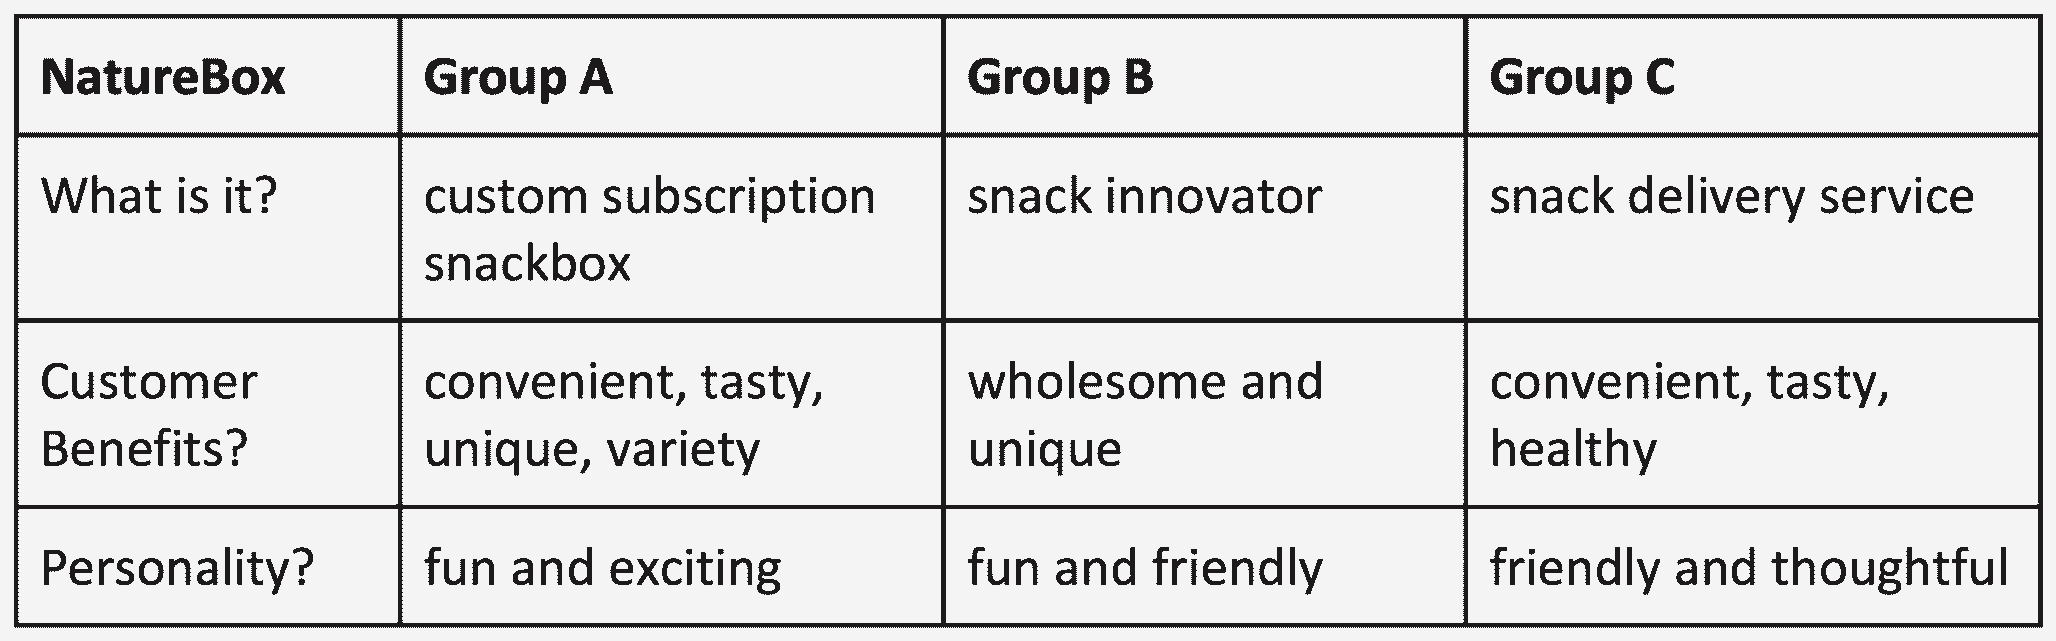 NatureBox
Group A
Group B
Group C
What is it?
custom subscription
snackbox
snack innovator
snack delivery service
Customer
Benefits?
convenient, tasty,
unique, variety
wholesome and
unique
convenient, tasty,
healthy
Personality?
fun and exciting
fun and friendly
friendly and thoughtful